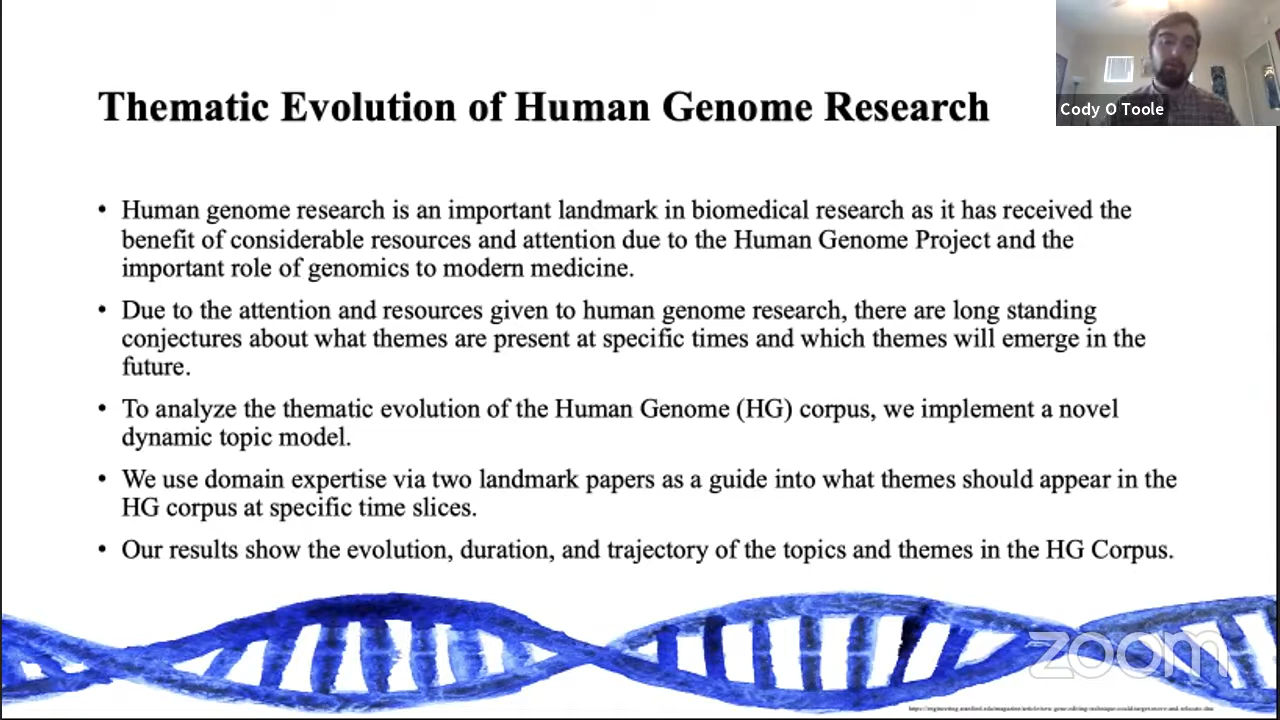 Thematic Evolution of Human Genome Research
Cody O Toole
• Human genome research is an important landmark in biomedical research as it has received the
benefit of considerable resources and attention due to the Human Genome Project and the
important role of genomics to modern medicine.
• Due to the attention and resources given to human genome research, there are long standing
conjectures about what themes are present at specific times and which themes will emerge in the
future.
• To analyze the thematic evolution of the Human Genome (HG) corpus, we implement a novel
dynamic topic model.
• We use domain expertise via two landmark papers as a guide into what themes should appear in the
HG corpus at specific time slices.
• Our results show the evolution, duration, and trajectory of the topics and themes in the HG Corpus.
zoom